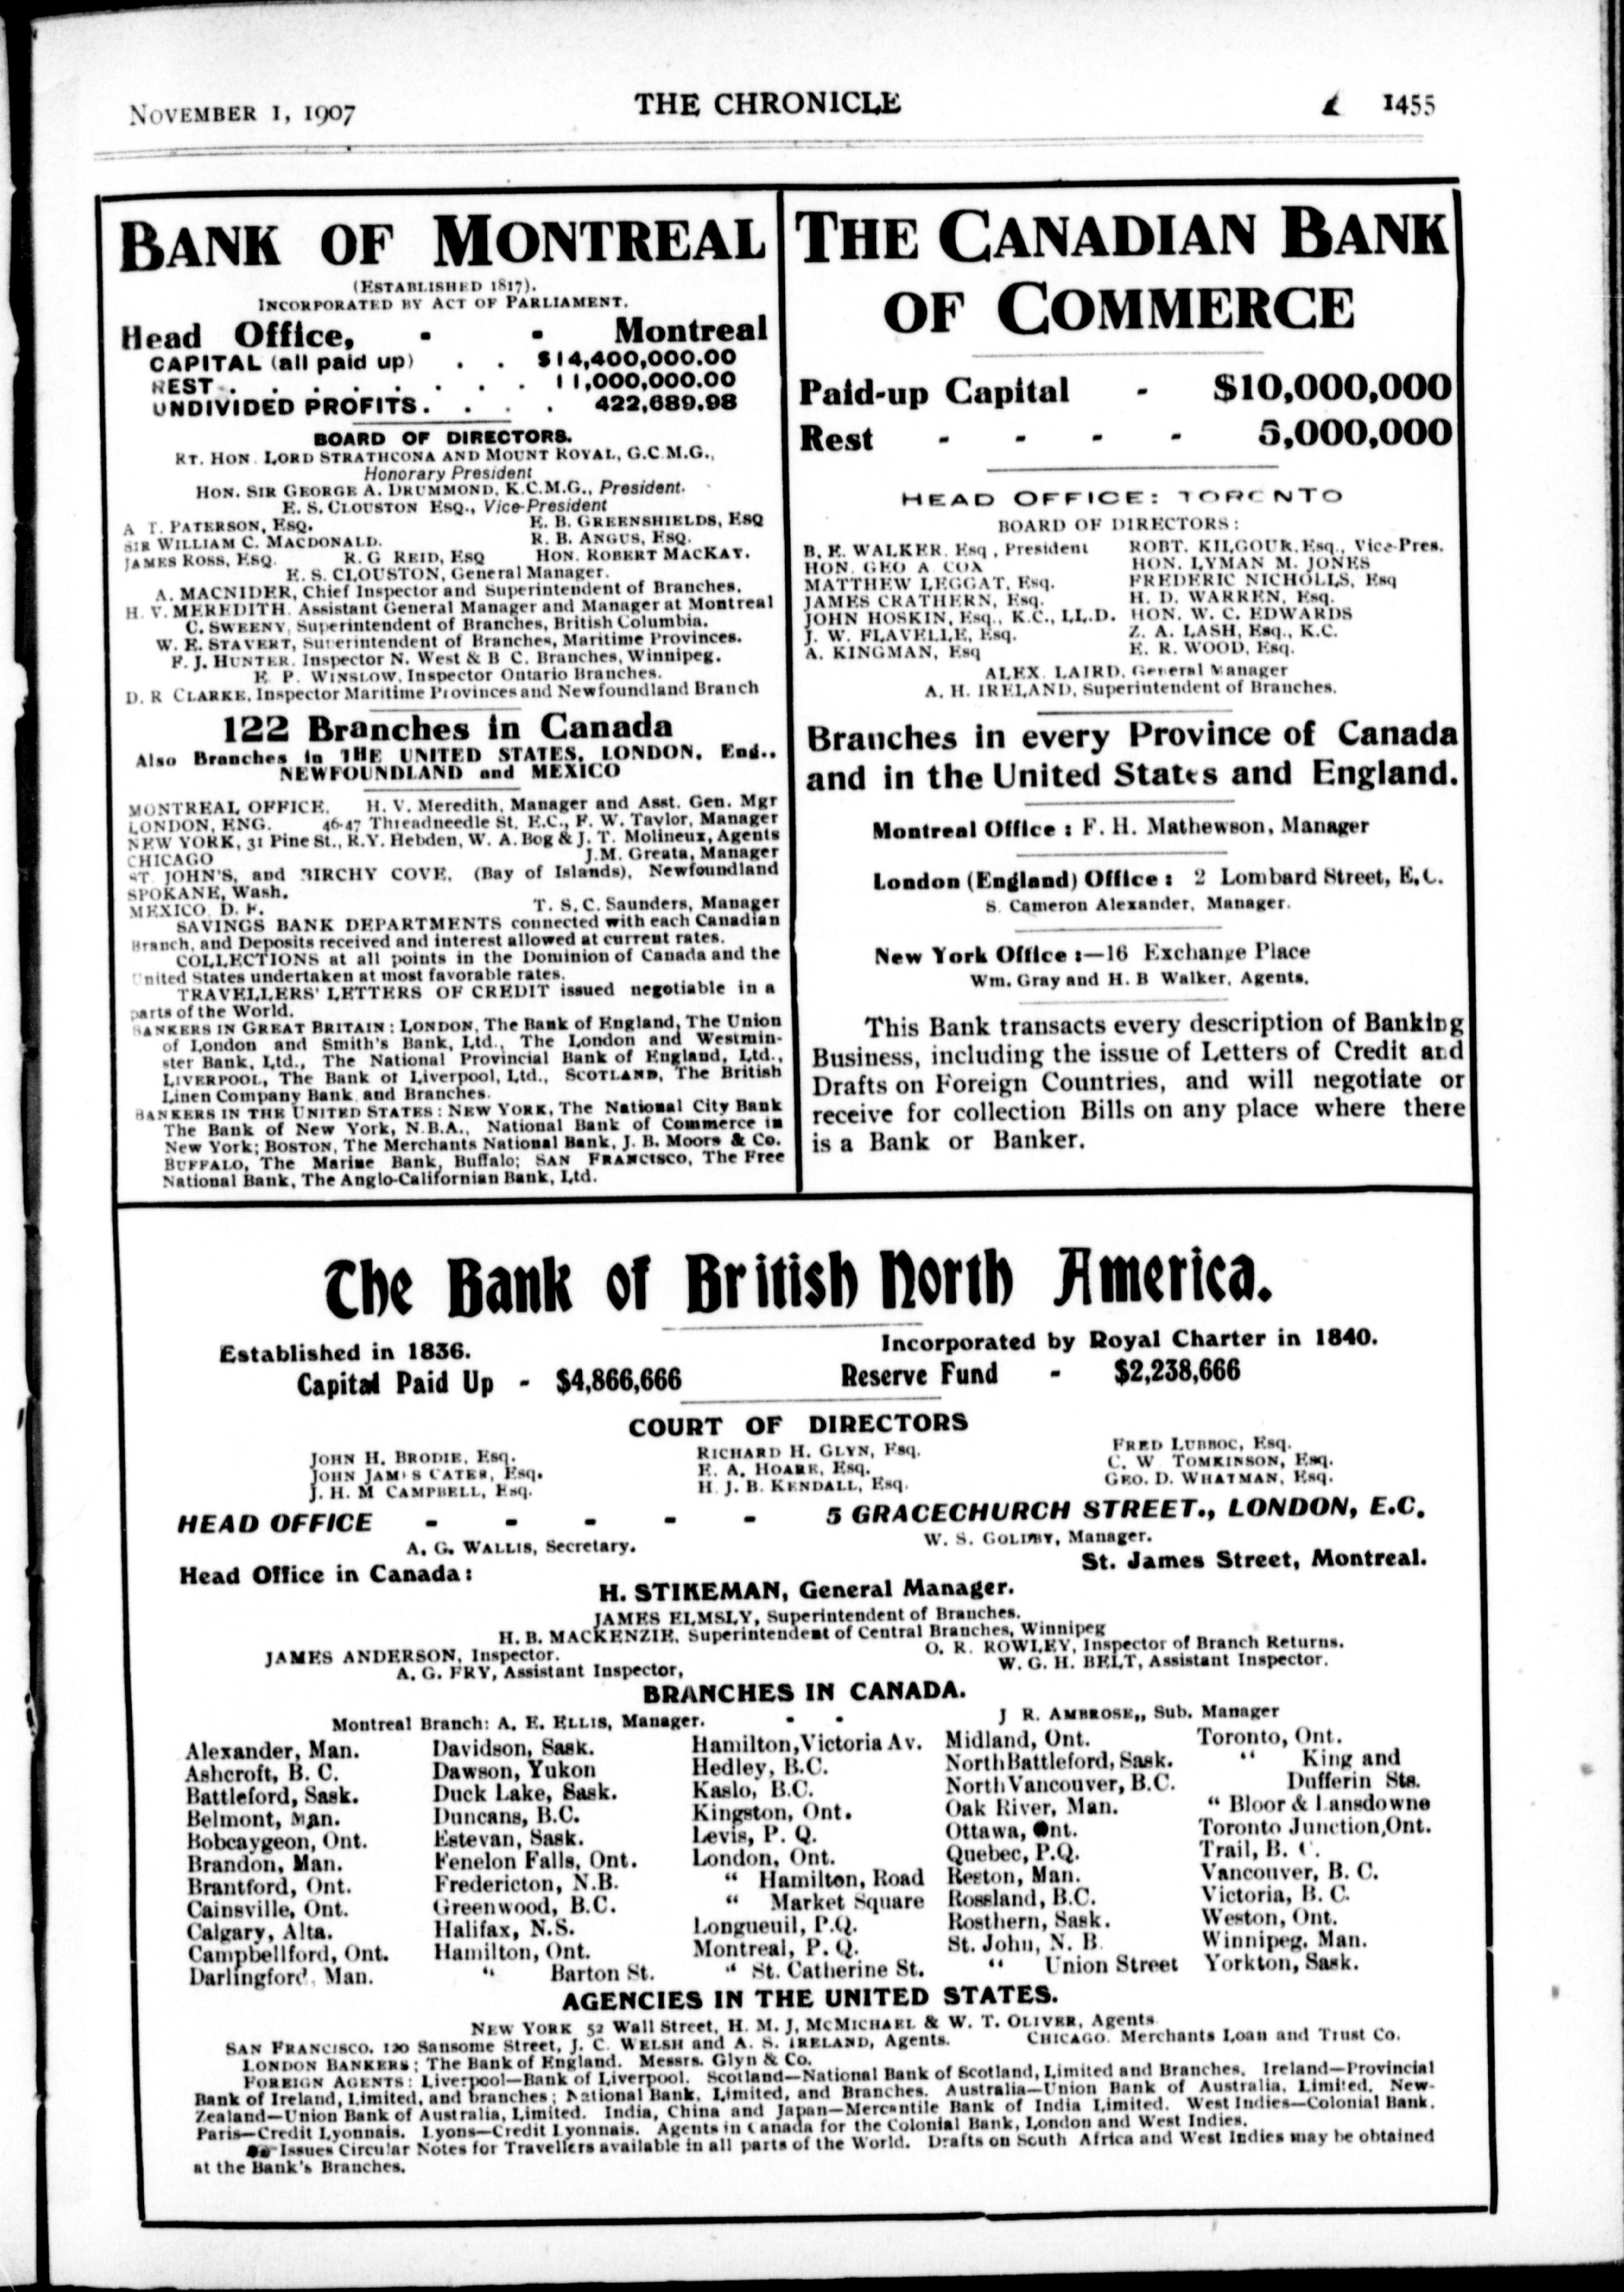 NOVEMBER 1, 1907
THE CHRONICLE
1455
BANK OF MONTREAL
(ESTABLISHED 1817).
INCORPORATED BY ACT OF PARLIAMENT.
Head Office, - - Montreal
CAPITAL (all paid up) . . $14,400,000.00
REST . . . . . . . . 11,000,000.00
UNDIVIDED PROFITS. . . . 422,689.98
BOARD OF DIRECTORS.
RT. HON. LORD STRATHCONA AND MOUNT ROYAL, G.C.M.G.,
Honorary President
HON. SIR GEORGE A. DRUMMOND, K.C.M.G., President.
E. S. CLOUSTON ESQ., Vice-President
A T. PATERSON, ESQ. E. B. GREENSHIELDS, ESQ
SIR WILLIAM C. MACDONALD. R. B. ANGUS, ESQ.
JAMES ROSS, ESQ. R. G REID, ESQ HON. ROBERT MACKAY.
E. S. CLOUSTON, General Manager.
A. MACNIDER, Chief Inspector and Superintendent of Branches.
H. V. MEREDITH. Assistant General Manager and Manager at Montreal
C. SWEENY, Superintendent of Branches, British Columbia.
W. E. STAVERT, Superintendent of Branches, Maritime Provinces.
F. J. HUNTER. Inspector N. West & B C. Branches, Winnipeg.
E P. WINSLOW, Inspector Ontario Branches.
D. R CLARKE, Inspector Maritime Provinces and Newfoundland Branch
122 Branches in Canada
Also Branches in THE UNITED STATES, LONDON, Eng..
NEWFOUNDLAND and MEXICO
MONTREAL OFFICE, H. V. Meredith, Manager and Asst. Gen. Mgr
LONDON, ENG. 46-47 Threadneedle St. E.C., F. W. Taylor, Manager
NEW YORK, 31 Pine St., R.Y. Hebden, W. A. Bog & J. T. Molineux, Agents
CHICAGO J.M. Greata, Manager
ST JOHN'S, and BIRCHY COVE, (Bay of Islands), Newfoundland
SPOKANE, Wash.
MEXICO, D. F. T. S. C. Saunders, Manager
SAVINGS BANK DEPARTMENTS connected with each Canadian
Branch, and Deposits received and interest allowed at current rates.
COLLECTIONS at all points in the Dominion of Canada and the
United States undertaken at most favorable rates.
TRAVELLERS' LETTERS OF CREDIT issued negotiable in a
parts of the World.
BANKERS IN GREAT BRITAIN: LONDON, The Bank of England, The Union
of London and Smith's Bank, Ltd., The London and Westmin-
ster Bank, Ltd., The National Provincial Bank of England, Ltd.,
LIVERPOOL, The Bank of Liverpool, Ltd., SCOTLAND, The British
Linen Company Bank, and Branches.
BANKERS IN THE UNITED STATES: NEW YORK, The National City Bank
The Bank of New York, N.B.A., National Bank of Commerce in
New York; BOSTON, The Merchants National Bank, J. B. Moors & Co.
BUFFALO, The Marine Bank, Buffalo; SAN FRANCISCO, The Free
National Bank, The Anglo-Californian Bank, Ltd.
THE CANADIAN BANK
OF COMMERCE
Paid-up Capital - $10,000,000
Rest - - - - 5,000,000
HEAD OFFICE: TORONTO
BOARD OF DIRECTORS:
B. E. WALKER. Esq , President ROBT. KILGOUR, Esq., Vice-Pres.
HON. GEO A COX HON. LYMAN M. JONES
MATTHEW LEGGAT, Esq. FREDERIC NICHOLLS, Esq
JAMES CRATHERN, Esq. H. D. WARREN, Esq.
JOHN HOSKIN, Esq., K.C., LL.D. HON. W. C. EDWARDS
J. W. FLAVELLE, Esq. Z. A. LASH, Esq., K.C.
A. KINGMAN, Esq E. R. WOOD, Esq.
ALEX. LAIRD, General Manager
A. H. IRELAND, Superintendent of Branches.
Branches in every Province of Canada
and in the United States and England.
Montreal Office : F. H. Mathewson, Manager
London (England) Office : 2 Lombard Street, E.C.
S. Cameron Alexander, Manager.
New York Office :—16 Exchange Place
Wm. Gray and H. B Walker, Agents.
This Bank transacts every description of Banking
Business, including the issue of Letters of Credit and
Drafts on Foreign Countries, and will negotiate or
receive for collection Bills on any place where there
is a Bank or Banker.
The Bank of British North America.
Established in 1836. Incorporated by Royal Charter in 1840.
Capital Paid Up - $4,866,666 Reserve Fund - $2,238,666
COURT OF DIRECTORS
JOHN H. BRODIE, Esq. RICHARD H. GLYN, Esq. FRED LUBBOC, Esq.
JOHN JAMES CATER, Esq. E. A. HOARE, Esq. C. W TOMKINSON, Esq.
J. H. M CAMPBELL, Esq. H. J. B. KENDALL, Esq. GEO. D. WHATMAN, Esq.
HEAD OFFICE - - - - - 5 GRACECHURCH STREET., LONDON, E.C.
A. G. WALLIS, Secretary. W. S. GOLDBY, Manager.
Head Office in Canada: St. James Street, Montreal.
H. STIKEMAN, General Manager.
JAMES ELMSLY, Superintendent of Branches.
H. B. MACKENZIE, Superintendent of Central Branches, Winnipeg
JAMES ANDERSON, Inspector. O. R. ROWLEY, Inspector of Branch Returns.
A. G. FRY, Assistant Inspector, W. G. H. BELT, Assistant Inspector.
BRANCHES IN CANADA.
Montreal Branch: A. E. ELLIS, Manager. - - J R. AMBROSE,, Sub. Manager
Alexander, Man. Davidson, Sask. Hamilton,Victoria Av. Midland, Ont. Toronto, Ont.
Ashcroft, B. C. Dawson, Yukon Hedley, B.C. North Battleford, Sask. " King and
Battleford, Sask. Duck Lake, Sask. Kaslo, B.C. North Vancouver, B.C. Dufferin Sts.
Belmont, Man. Duncans, B.C. Kingston, Ont. Oak River, Man. " Bloor & Lansdowne
Bobcaygeon, Ont. Estevan, Sask. Levis, P. Q. Ottawa, Ont. Toronto Junction,Ont.
Brandon, Man. Fenelon Falls, Ont. London, Ont. Quebec, P.Q. Trail, B. C.
Brantford, Ont. Fredericton, N.B. " Hamilton, Road Reston, Man. Vancouver, B. C.
Cainsville, Ont. Greenwood, B.C. " Market Square Rossland, B.C. Victoria, B. C.
Calgary, Alta. Halifax, N.S. Longueuil, P.Q. Rosthern, Sask. Weston, Ont.
Campbellford, Ont. Hamilton, Ont. Montreal, P. Q. St. John, N. B. Winnipeg, Man.
Darlingford, Man. " Barton St. " St. Catherine St. " Union Street Yorkton, Sask.
AGENCIES IN THE UNITED STATES.
NEW YORK 52 Wall Street, H. M. J, MCMICHAEL & W. T. OLIVER, Agents
SAN FRANCISCO. 120 Sansome Street, J. C. WELSH and A. S. IRELAND, Agents. CHICAGO. Merchants Loan and Trust Co.
LONDON BANKERS: The Bank of England. Messrs. Glyn & Co.
FOREIGN AGENTS: Liverpool—Bank of Liverpool. Scotland—National Bank of Scotland, Limited and Branches. Ireland—Provincial
Bank of Ireland, Limited, and branches; National Bank, Limited, and Branches. Australia—Union Bank of Australia, Limited. New-
Zealand—Union Bank of Australia, Limited. India, China and Japan—Mercantile Bank of India Limited. West Indies—Colonial Bank.
Paris—Credit Lyonnais. Lyons—Credit Lyonnais. Agents in Canada for the Colonial Bank, London and West Indies.
Issues Circular Notes for Travellers available in all parts of the World. Drafts on South Africa and West Indies may be obtained
at the Bank's Branches.